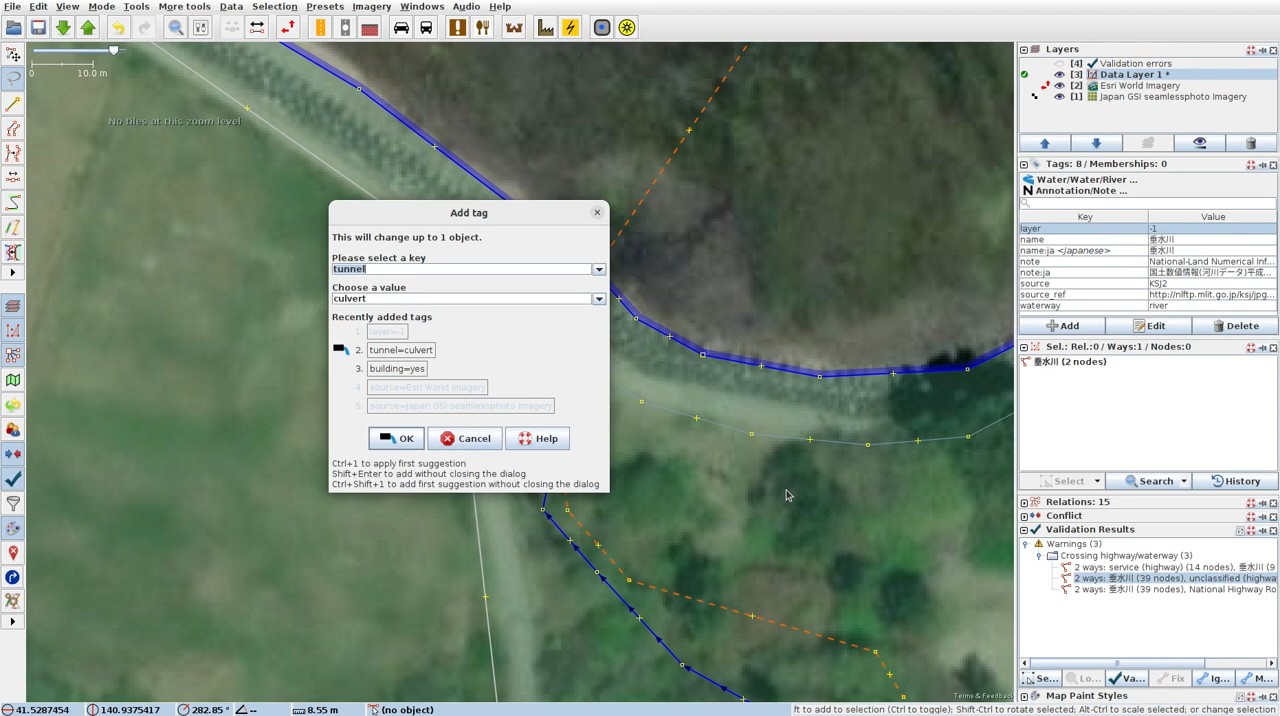 File Edit View Mode Tools More tools Data Selection Presets Imagery Windows Audio Help
0 10.0 m
No tiles at this zoom level
Terms & Feedback
Add tag
This will change up to 1 object.
Please select a key
tunnel
Choose a value
culvert
Recently added tags
1. layer=-1
2. tunnel=culvert
3. building=yes
4. source=Esri World Imagery
5. source=Japan GSI seamlessphoto Imagery
OK Cancel Help
Ctrl+1 to apply first suggestion
Shift+Enter to add without closing the dialog
Ctrl+Shift+1 to add first suggestion without closing the dialog
Layers
[4] Validation errors
[3] Data Layer 1 *
[2] Esri World Imagery
[1] Japan GSI seamlessphoto Imagery
Tags: 8 / Memberships: 0
Water/Water/River ...
Annotation/Note ...
Key Value
layer -1
name 垂水川
name:ja <Japanese> 垂水川
note National-Land Numerical Inf...
note:ja 国土数値情報(河川データ)平成...
source KSJ2
source_ref http://nlftp.mlit.go.jp/ksj/jpg...
waterway river
Add Edit Delete
Sel.: Rel.:0 / Ways:1 / Nodes:0
垂水川 (2 nodes)
Select Search History
Relations: 15
Conflict
Validation Results
Warnings (3)
Crossing highway/waterway (3)
2 ways: service (highway) (14 nodes), 垂水川 (9
2 ways: 垂水川 (39 nodes), unclassified (highwa
2 ways: 垂水川 (39 nodes), National Highway Ro
Se... Lo... Va... Fix Ig... M...
Map Paint Styles
41.5287454 140.9375417 282.85 ° -- 8.55 m (no object) ft to add to selection (Ctrl to toggle); Shift-Ctrl to rotate selected; Alt-Ctrl to scale selected; or change selection